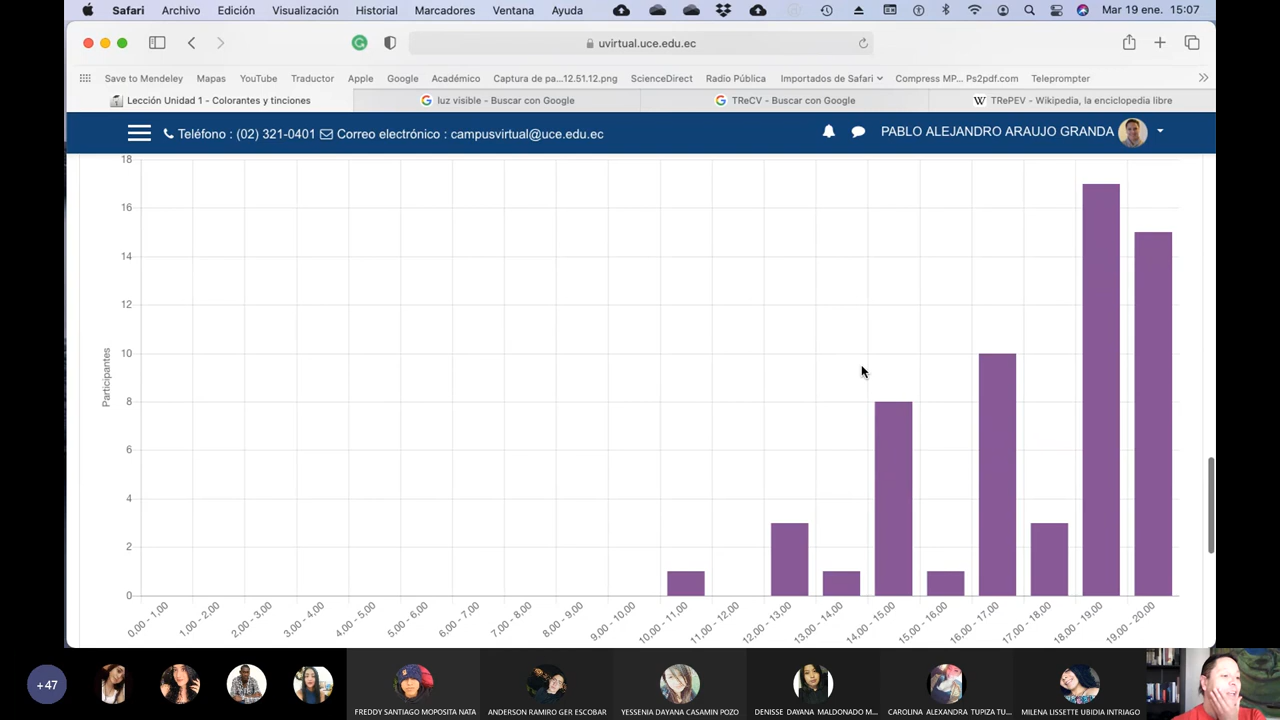 Safari Archivo Edición Visualización Historial Marcadores Ventana Ayuda Mar 19 ene. 15:07
uvirtual.uce.edu.ec
Save to Mendeley Mapas YouTube Traductor Apple Google Académico Captura de pa...12.51.12.png ScienceDirect Radio Pública Importados de Safari Compress MP... Ps2pdf.com Teleprompter
Lección Unidad 1 - Colorantes y tinciones luz visible - Buscar con Google TReCV - Buscar con Google TRePEV - Wikipedia, la enciclopedia libre
Teléfono : (02) 321-0401 Correo electrónico : campusvirtual@uce.edu.ec PABLO ALEJANDRO ARAUJO GRANDA
18
16
14
12
10
8
6
4
2
0
Participantes
0.00 - 1.00 1.00 - 2.00 2.00 - 3.00 3.00 - 4.00 4.00 - 5.00 5.00 - 6.00 6.00 - 7.00 7.00 - 8.00 8.00 - 9.00 9.00 - 10.00 10.00 - 11.00 11.00 - 12.00 12.00 - 13.00 13.00 - 14.00 14.00 - 15.00 15.00 - 16.00 16.00 - 17.00 17.00 - 18.00 18.00 - 19.00 19.00 - 20.00
+47
FREDDY SANTIAGO MOPOSITA NATA ANDERSON RAMIRO GER ESCOBAR YESSENIA DAYANA CASAMIN POZO DENISSE DAYANA MALDONADO M... CAROLINA ALEXANDRA TUPIZA TU... MILENA LISSETTE UBIDIA INTRIAGO